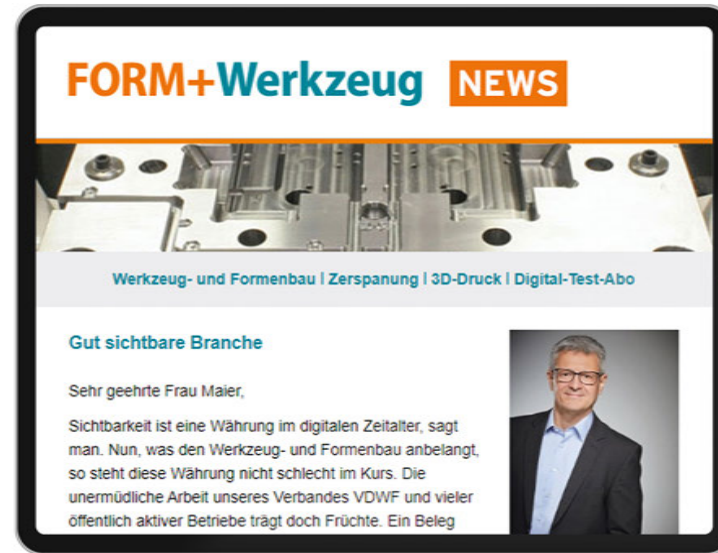 FORM+Werkzeug NEWS
Werkzeug- und Formenbau | Zerspanung | 3D-Druck | Digital-Test-Abo
Gut sichtbare Branche
Sehr geehrte Frau Maier,
Sichtbarkeit ist eine Währung im digitalen Zeitalter, sagt
man. Nun, was den Werkzeug- und Formenbau anbelangt,
so steht diese Währung nicht schlecht im Kurs. Die
unermüdliche Arbeit unseres Verbandes VDWF und vieler
öffentlich aktiver Betriebe trägt doch Früchte. Ein Beleg